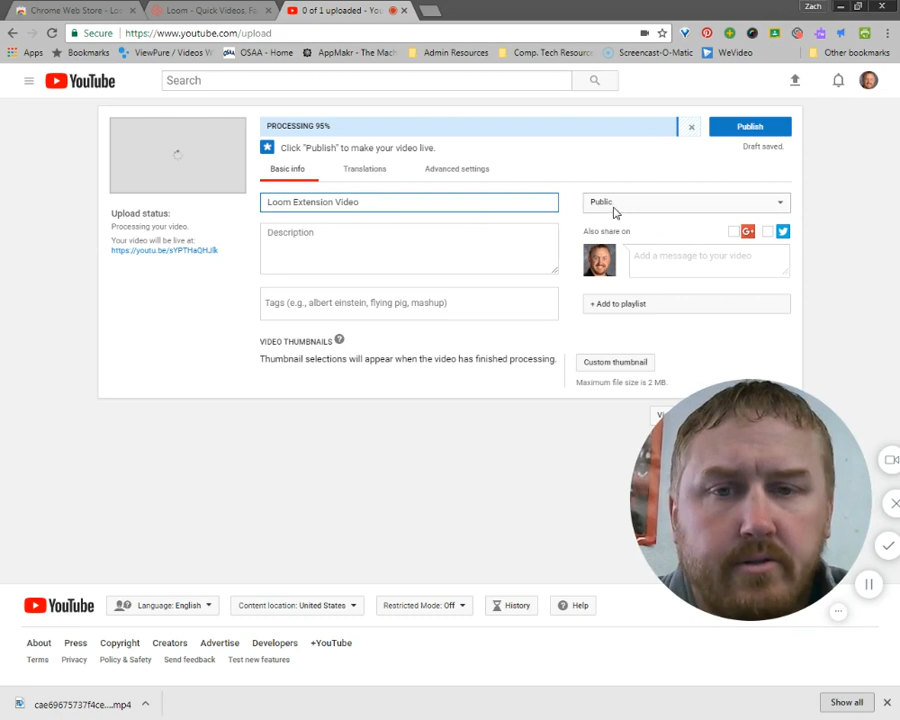 Chrome Web Store - Loo
Loom - Quick Videos, Fa
0 of 1 uploaded - You
Zach
Secure
https://www.youtube.com/upload
Apps
Bookmarks
ViewPure / Videos W
OSAA - Home
AppMakr - The Mach
Admin Resources
Comp. Tech Resource
Screencast-O-Matic
WeVideo
Other bookmarks
YouTube
Search
PROCESSING 95%
Publish
Click "Publish" to make your video live.
Draft saved.
Basic info
Translations
Advanced settings
Loom Extension Video
Public
Upload status:
Processing your video.
Your video will be live at:
https://youtu.be/sYPTHaQHJlk
Description
Also share on
G+
Add a message to your video
Tags (e.g., albert einstein, flying pig, mashup)
+ Add to playlist
VIDEO THUMBNAILS
Thumbnail selections will appear when the video has finished processing.
Custom thumbnail
Maximum file size is 2 MB.
YouTube
Language: English
Content location: United States
Restricted Mode: Off
History
Help
About
Press
Copyright
Creators
Advertise
Developers
+YouTube
Terms
Privacy
Policy & Safety
Send feedback
Test new features
cae69675737f4ce....mp4
Show all